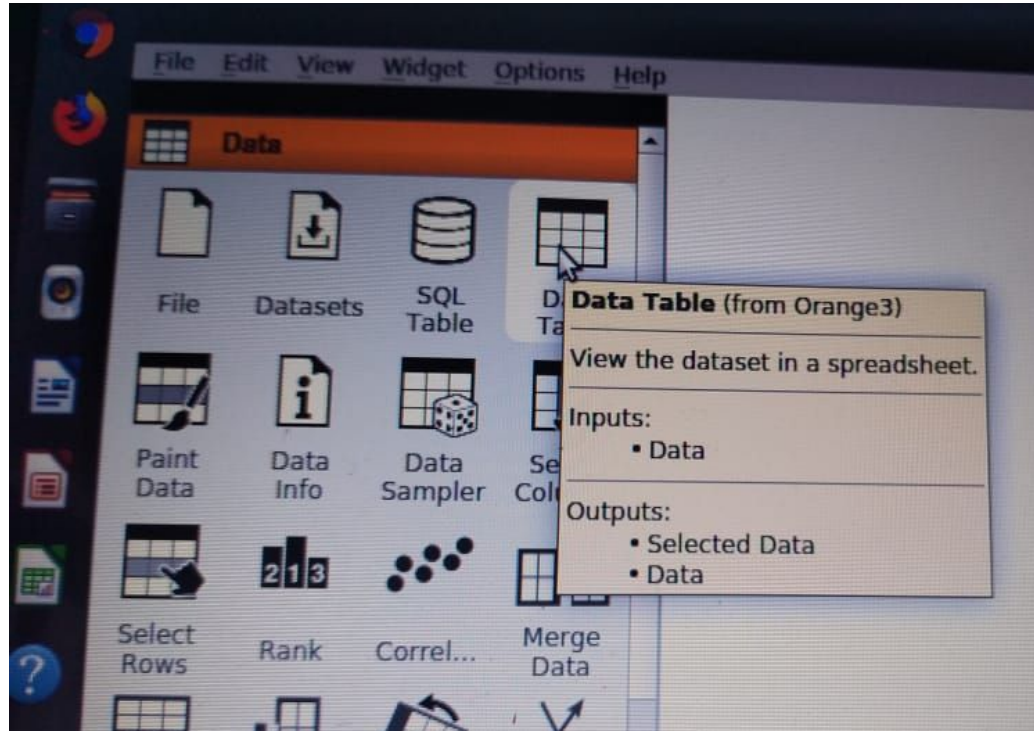 File Edit View Widget Options Help
Data
File Datasets SQL Table
Data Table (from Orange3)
View the dataset in a spreadsheet.
Inputs:
• Data
Outputs:
• Selected Data
• Data
Paint Data
Data Info
Data Sampler
Select Rows
Rank
Correl...
Merge Data
213